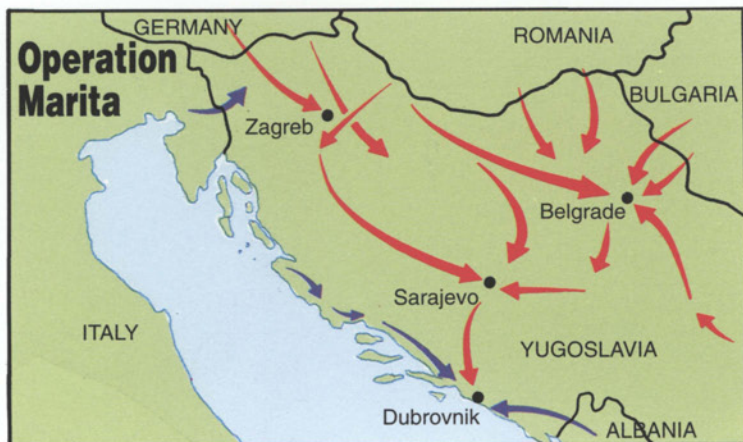 Operation
Marita
GERMANY
ROMANIA
BULGARIA
Zagreb
Belgrade
Sarajevo
ITALY
YUGOSLAVIA
Dubrovnik
ALBANIA